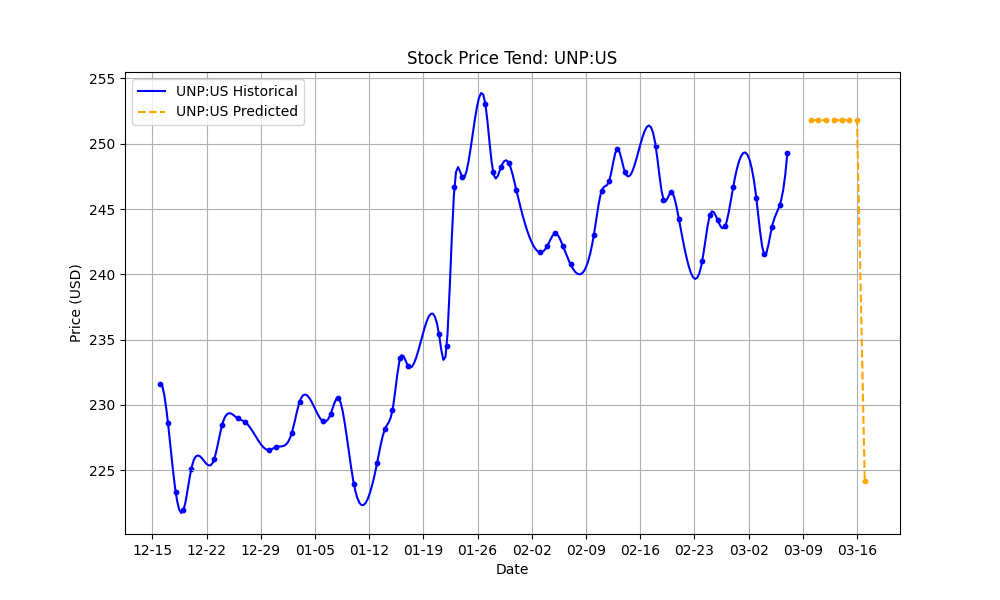 Stock Price Tend: UNP:US
UNP:US Historical
UNP:US Predicted
Price (USD)
255
250
245
240
235
230
225
12-15 12-22 12-29 01-05 01-12 01-19 01-26 02-02 02-09 02-16 02-23 03-02 03-09 03-16
Date